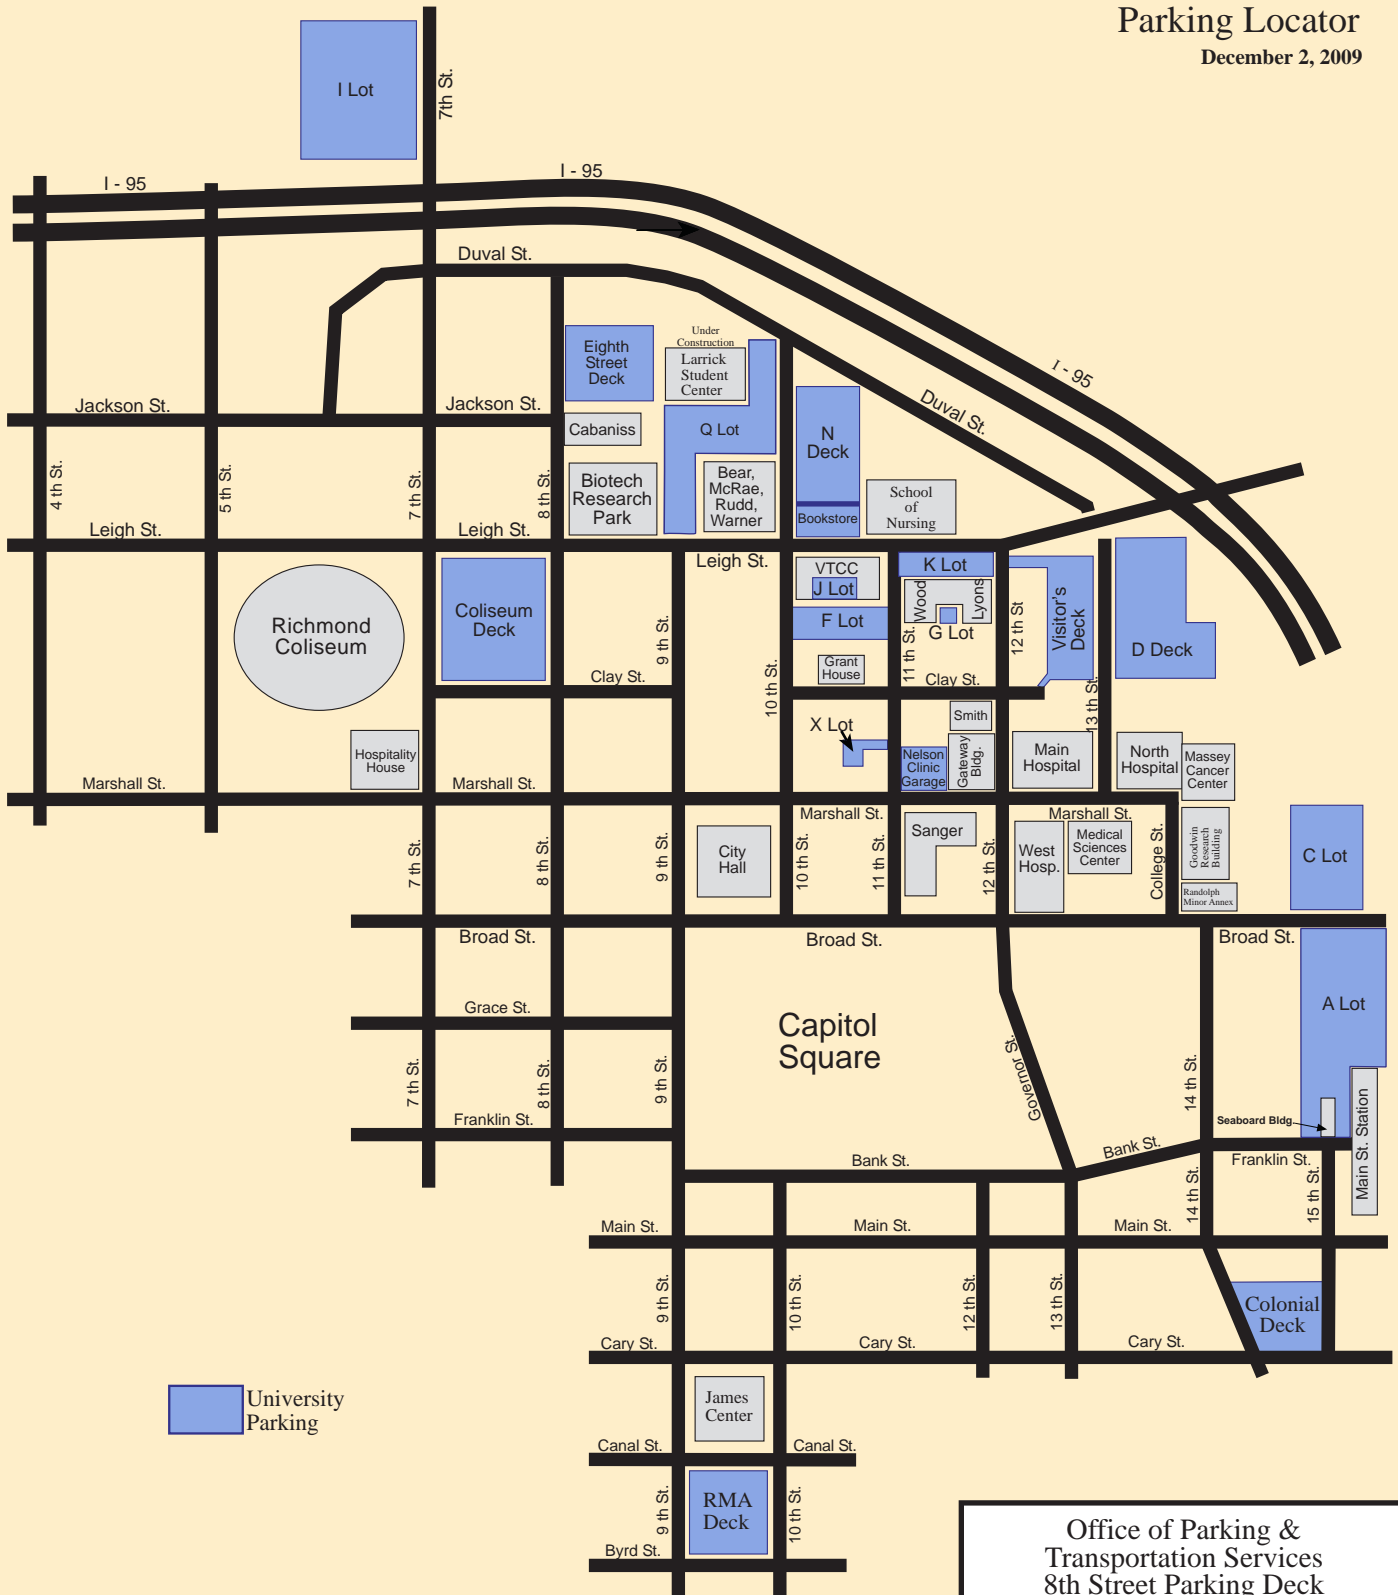 Parking Locator
December 2, 2009
I Lot
7th St.
I - 95
I - 95
Duval St.
Under
Construction
Eighth
Street
Deck
Larrick
Student
Center
I - 95
Jackson St.
Jackson St.
Duval St.
Cabaniss
Q Lot
N
Deck
4 th St.
5 th St.
7 th St.
8 th St.
Biotech
Research
Park
Bear,
McRae,
Rudd,
Warner
School
of
Nursing
Bookstore
Leigh St.
Leigh St.
Leigh St.
VTCC
J Lot
K Lot
Wood
Lyons
G Lot
F Lot
12 th St
Visitor's
Deck
D Deck
Richmond
Coliseum
Coliseum
Deck
9 th St.
10 th St.
11 th St.
Grant
House
Clay St.
Clay St.
13 th St.
X Lot
Smith
Hospitality
House
Nelson
Clinic
Garage
Gateway
Bldg.
Main
Hospital
North
Hospital
Massey
Cancer
Center
Marshall St.
Marshall St.
Marshall St.
Marshall St.
7 th St.
8 th St.
9 th St.
City
Hall
10 th St.
11 th St.
Sanger
12 th St.
West
Hosp.
Medical
Sciences
Center
College St.
Goodwin
Research
Building
Randolph
Minor Annex
C Lot
Broad St.
Broad St.
Broad St.
Grace St.
A Lot
Capitol
Square
7 th St.
8 th St.
9 th St.
Governor St.
14 th St.
Franklin St.
Seaboard Bldg.
Main St. Station
Bank St.
Bank St.
Franklin St.
14 th St.
15 th St.
Main St.
Main St.
Main St.
9 th St.
10 th St.
12 th St.
13 th St.
Colonial
Deck
Cary St.
Cary St.
Cary St.
University
Parking
James
Center
Canal St.
Canal St.
9 th St.
RMA
Deck
10 th St.
Byrd St.
Office of Parking &
Transportation Services
8th Street Parking Deck